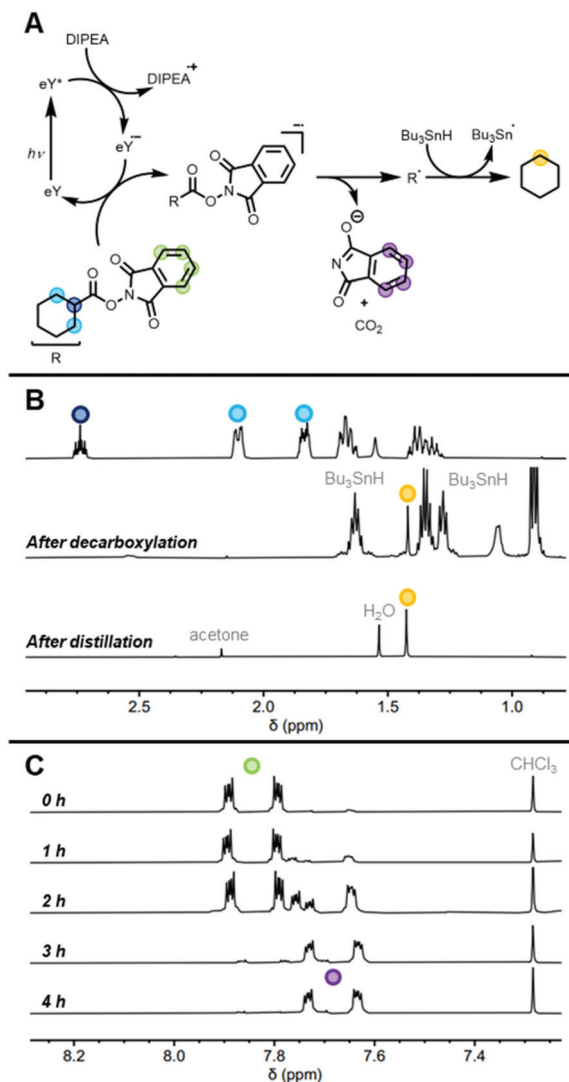 A
DIPEA
eY*
DIPEA•+
hν
eY•−
eY
R
O
O
N
O
O
−•
Bu3SnH
Bu3Sn•
R•
O
O
N
O
O
R
⊖
O
N
O
+
CO2
B
Bu3SnH
Bu3SnH
After decarboxylation
H2O
acetone
After distillation
2.5
2.0
1.5
1.0
δ (ppm)
C
CHCl3
0 h
1 h
2 h
3 h
4 h
8.2
8.0
7.8
7.6
7.4
δ (ppm)